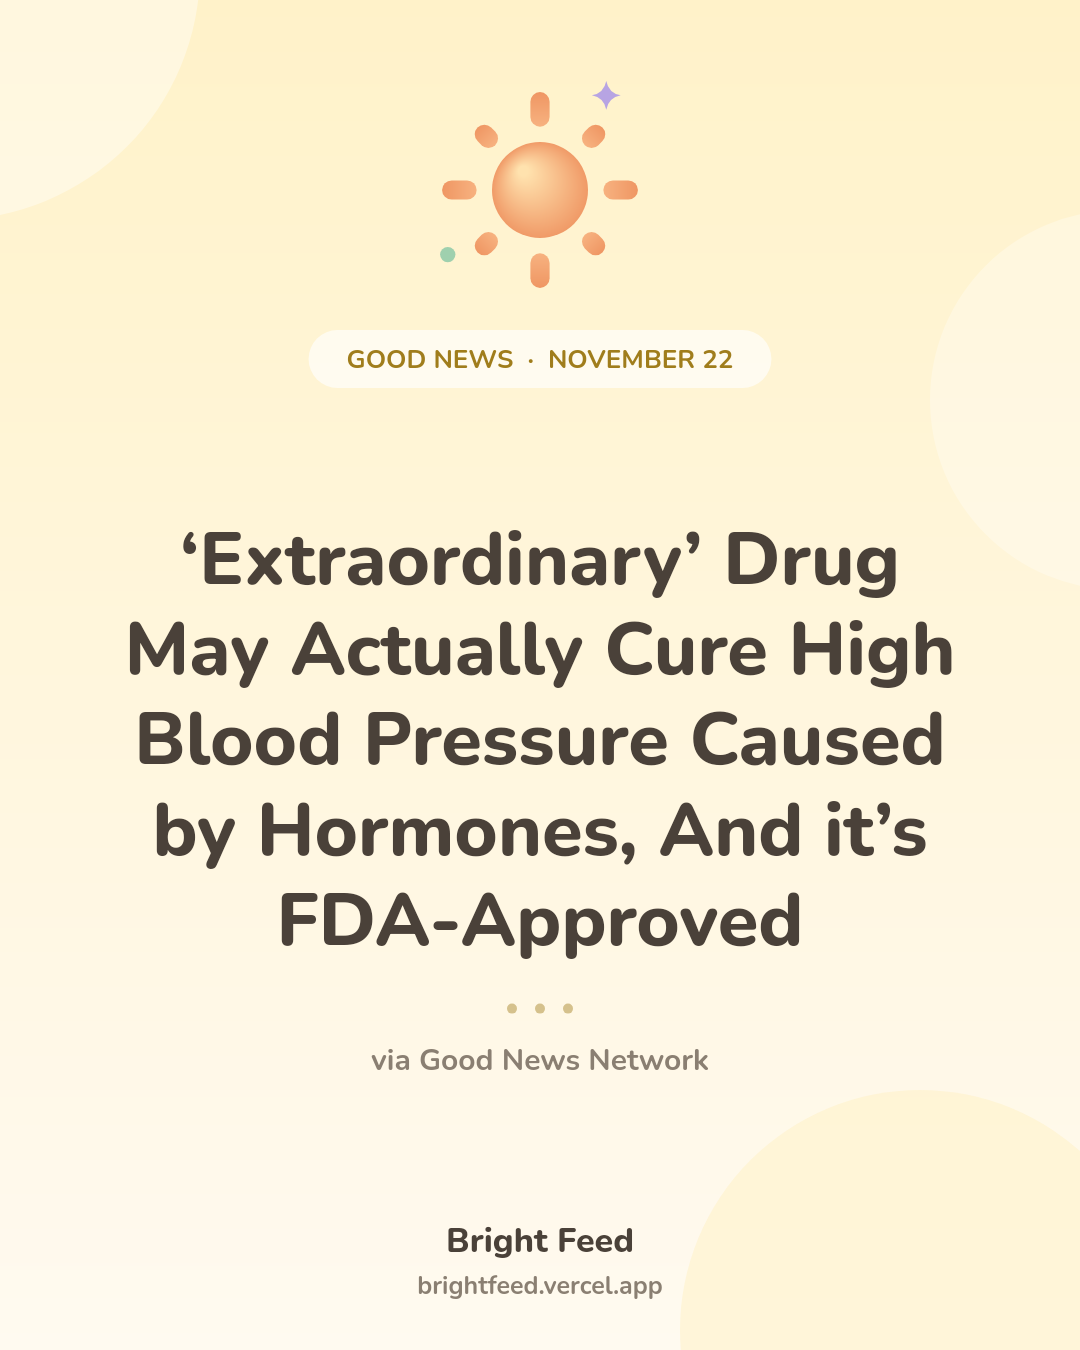 GOOD NEWS · NOVEMBER 22
‘Extraordinary’ Drug
May Actually Cure High
Blood Pressure Caused
by Hormones, And it’s
FDA-Approved
via Good News Network
Bright Feed
brightfeed.vercel.app